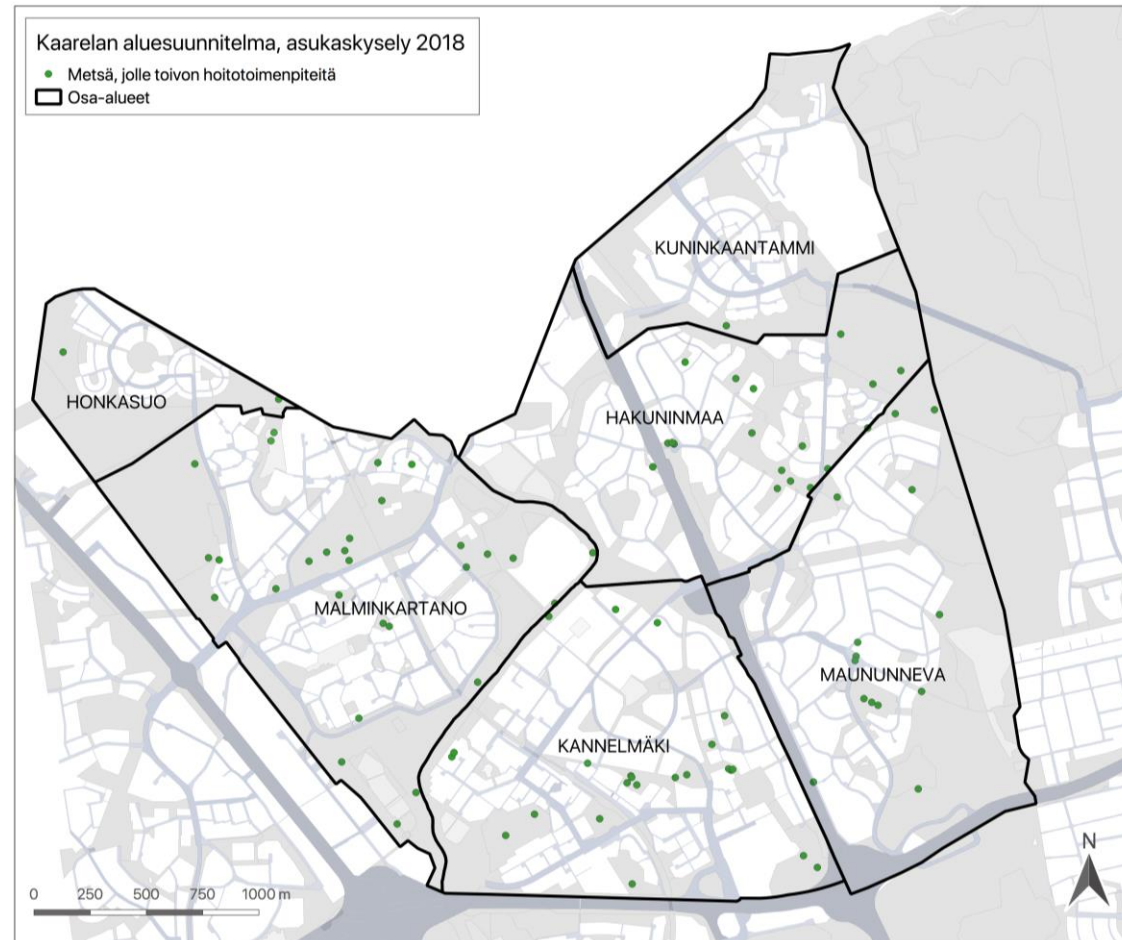 Kaarelan aluesuunnitelma, asukaskysely 2018
Metsä, jolle toivon hoitotoimenpiteitä
Osa-alueet
KUNINKAANTAMMI
HONKASUO
HAKUNINMAA
MALMINKARTANO
MAUNUNNEVA
KANNELMÄKI
N
0 250 500 750 1000 m